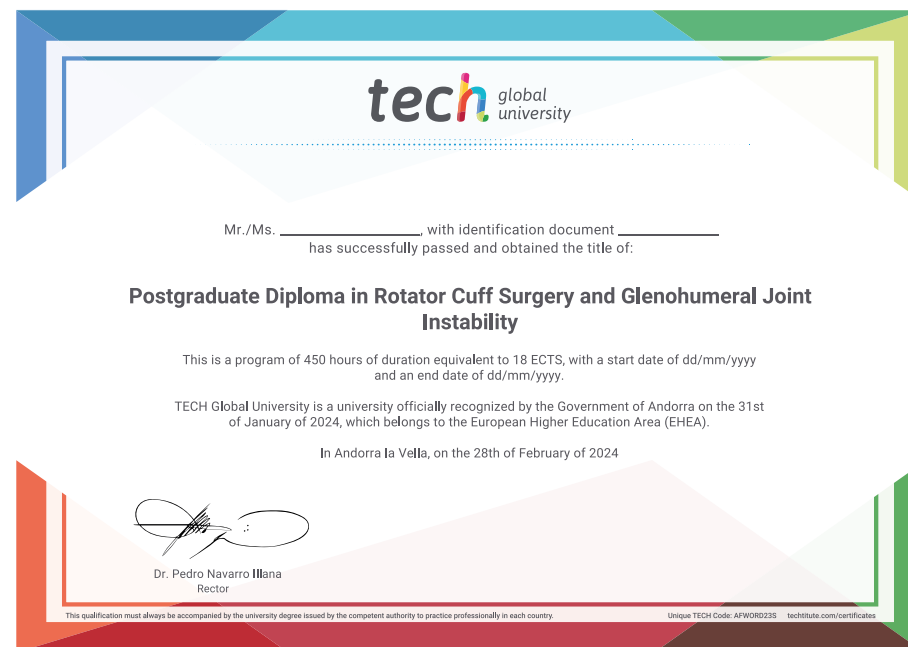 tech global university
Mr./Ms. ____________________, with identification document ______________
has successfully passed and obtained the title of:
Postgraduate Diploma in Rotator Cuff Surgery and Glenohumeral Joint
Instability
This is a program of 450 hours of duration equivalent to 18 ECTS, with a start date of dd/mm/yyyy
and an end date of dd/mm/yyyy.
TECH Global University is a university officially recognized by the Government of Andorra on the 31st
of January of 2024, which belongs to the European Higher Education Area (EHEA).
In Andorra la Vella, on the 28th of February of 2024
Dr. Pedro Navarro Illana
Rector
This qualification must always be accompanied by the university degree issued by the competent authority to practice professionally in each country.
Unique TECH Code: AFWORD23S techtitute.com/certificates